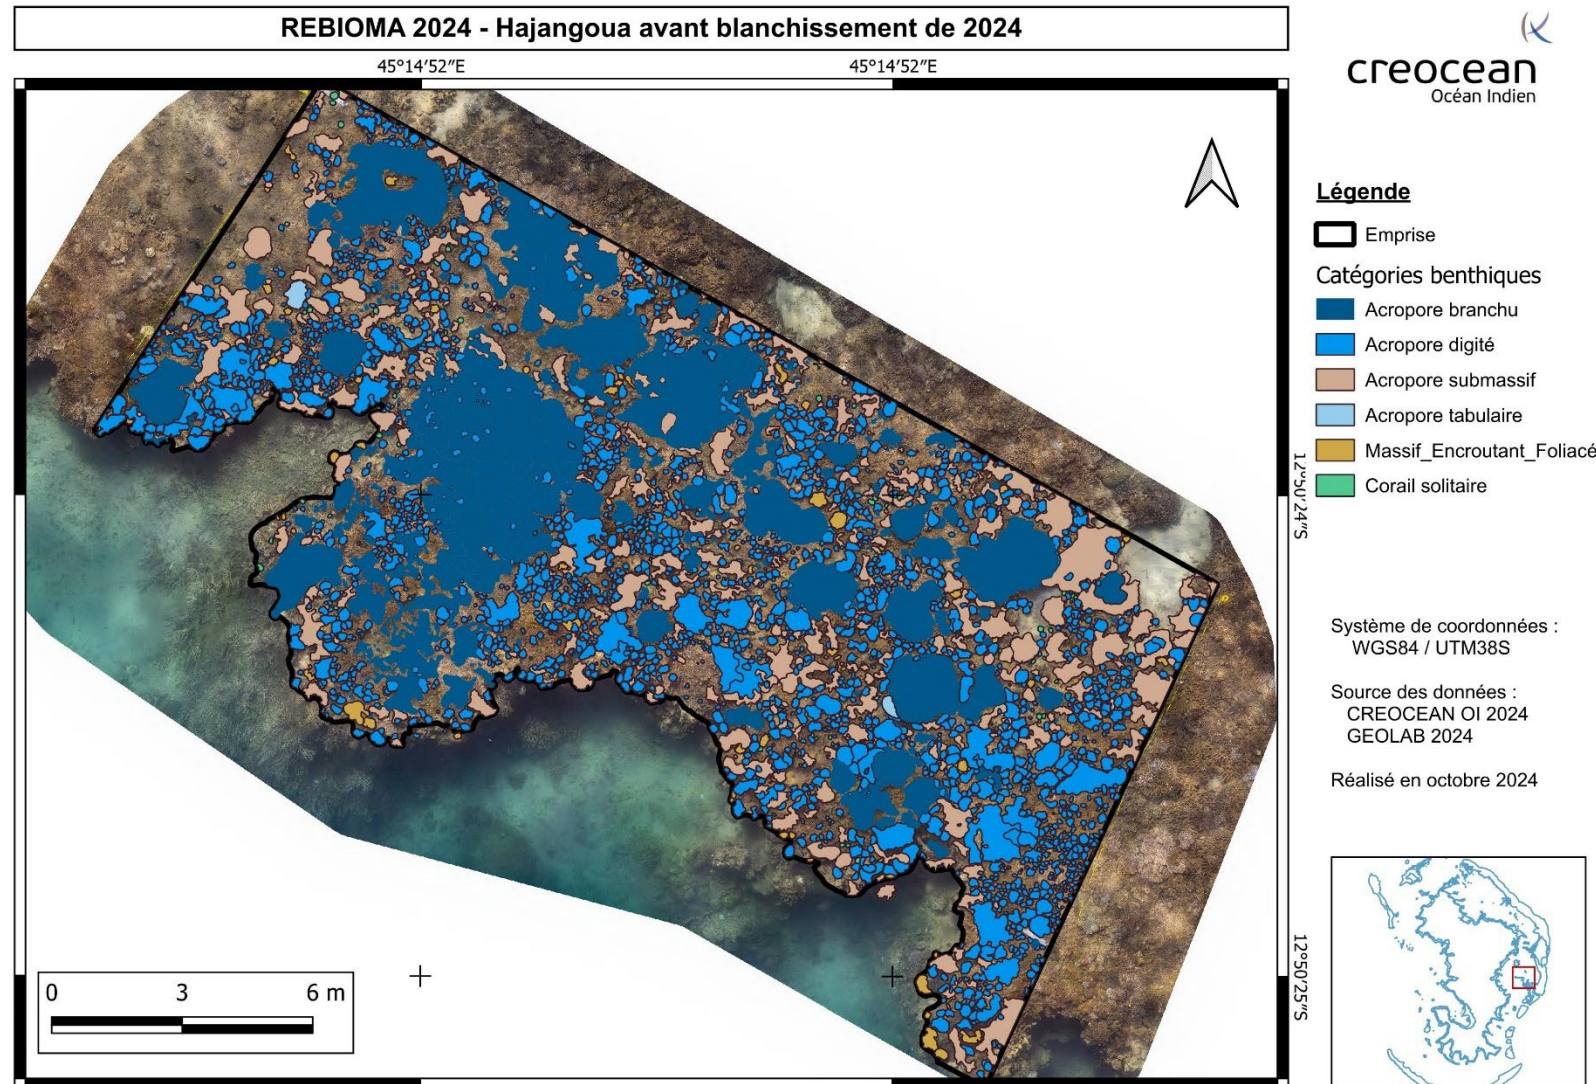 REBIOMA 2024 - Hajangoua avant blanchissement de 2024
45°14′52″E
45°14′52″E
creocean
Océan Indien
Légende
Emprise
Catégories benthiques
Acropore branchu
Acropore digité
Acropore submassif
Acropore tabulaire
Massif_Encroutant_Foliacé
Corail solitaire
12°50′24″S
Système de coordonnées :
WGS84 / UTM38S
Source des données :
CREOCEAN OI 2024
GEOLAB 2024
Réalisé en octobre 2024
12°50′25″S
0 3 6 m